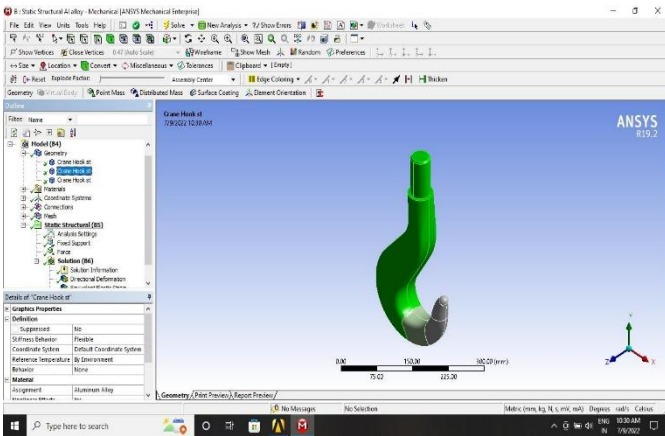 B : Static Structural Al alloy - Mechanical [ANSYS Mechanical Enterprise]
File Edit View Units Tools Help Solve New Analysis ?/ Show Errors Worksheet
Show Vertices Close Vertices 0.47 (Auto Scale) Wireframe Show Mesh Random Preferences
Size Location Convert Miscellaneous Tolerances Clipboard [Empty]
Reset Explode Factor: Assembly Center Edge Coloring Thicken
Geometry Virtual Body Point Mass Distributed Mass Surface Coating Element Orientation
Outline
Filter: Name
Model (B4)
Geometry
Crane Hook st
Crane Hook st
Crane Hook st
Materials
Coordinate Systems
Connections
Mesh
Static Structural (B5)
Analysis Settings
Fixed Support
Force
Solution (B6)
Solution Information
Directional Deformation
Details of "Crane Hook st"
Graphics Properties
Definition
Suppressed No
Stiffness Behavior Flexible
Coordinate System Default Coordinate System
Reference Temperature By Environment
Behavior None
Material
Assignment Aluminum Alloy
Crane Hook st
7/9/2022 10:30 AM
ANSYS
R19.2
0.00 150.00 300.00 (mm)
75.00 225.00
Y
Z X
Geometry Print Preview Report Preview
No Messages No Selection Metric (mm, kg, N, s, mV, mA) Degrees rad/s Celsius
Type here to search
ENG 10:30 AM
IN 7/9/2022